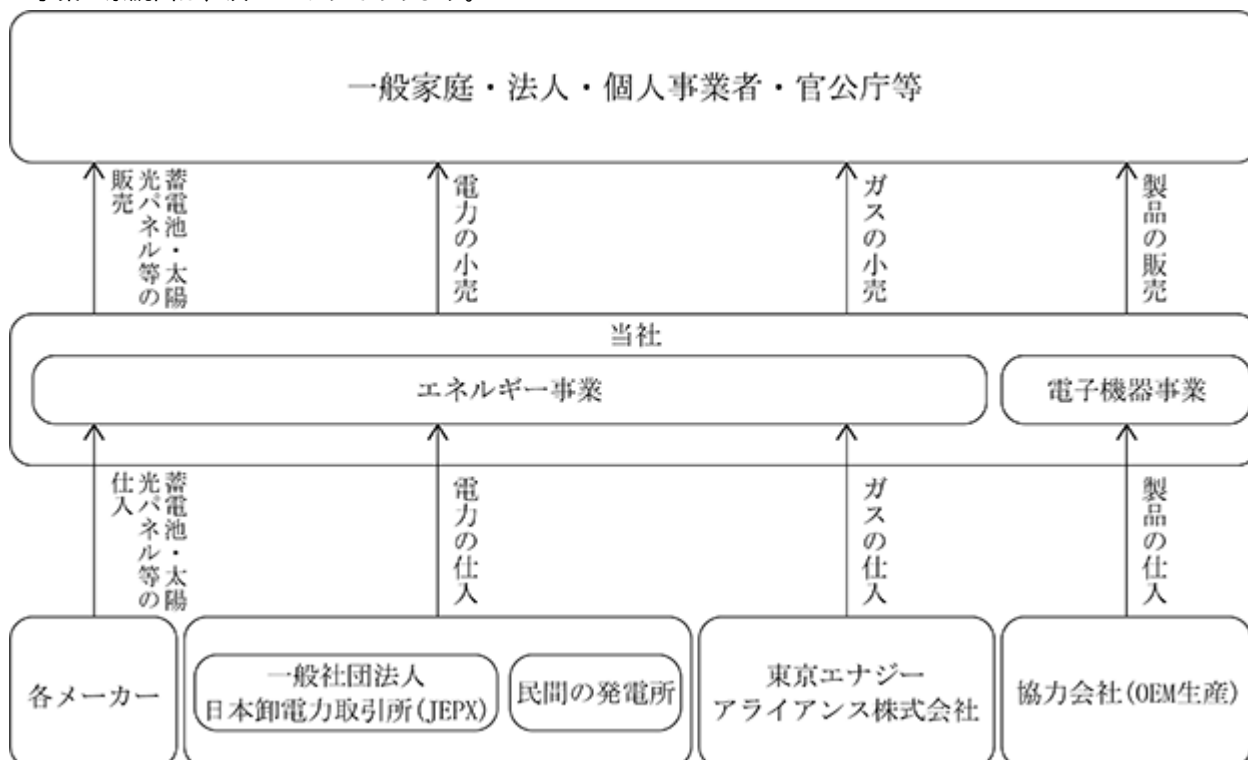 一般家庭・法人・個人事業者・官公庁等
蓄電池・太陽
光パネル等の
販売
電力の小売
ガスの小売
製品の販売
当社
エネルギー事業
電子機器事業
蓄電池・太陽
光パネル等の
仕入
電力の仕入
ガスの仕入
製品の仕入
各メーカー
一般社団法人
日本卸電力取引所(JEPX)
民間の発電所
東京エナジー
アライアンス株式会社
協力会社(OEM生産)